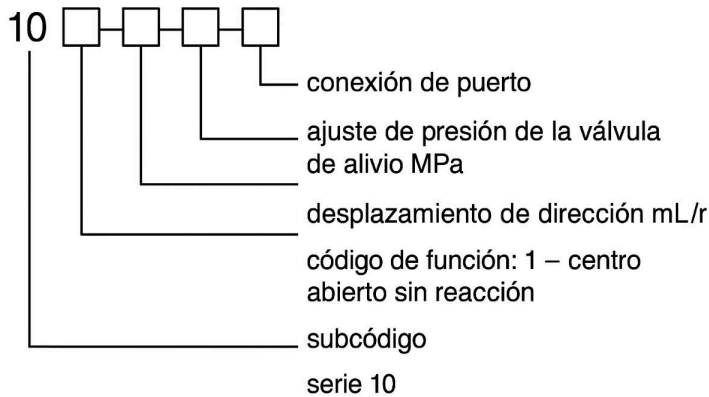 10
conexión de puerto
ajuste de presión de la válvula
de alivio MPa
desplazamiento de dirección mL/r
código de función: 1 – centro
abierto sin reacción
subcódigo
serie 10